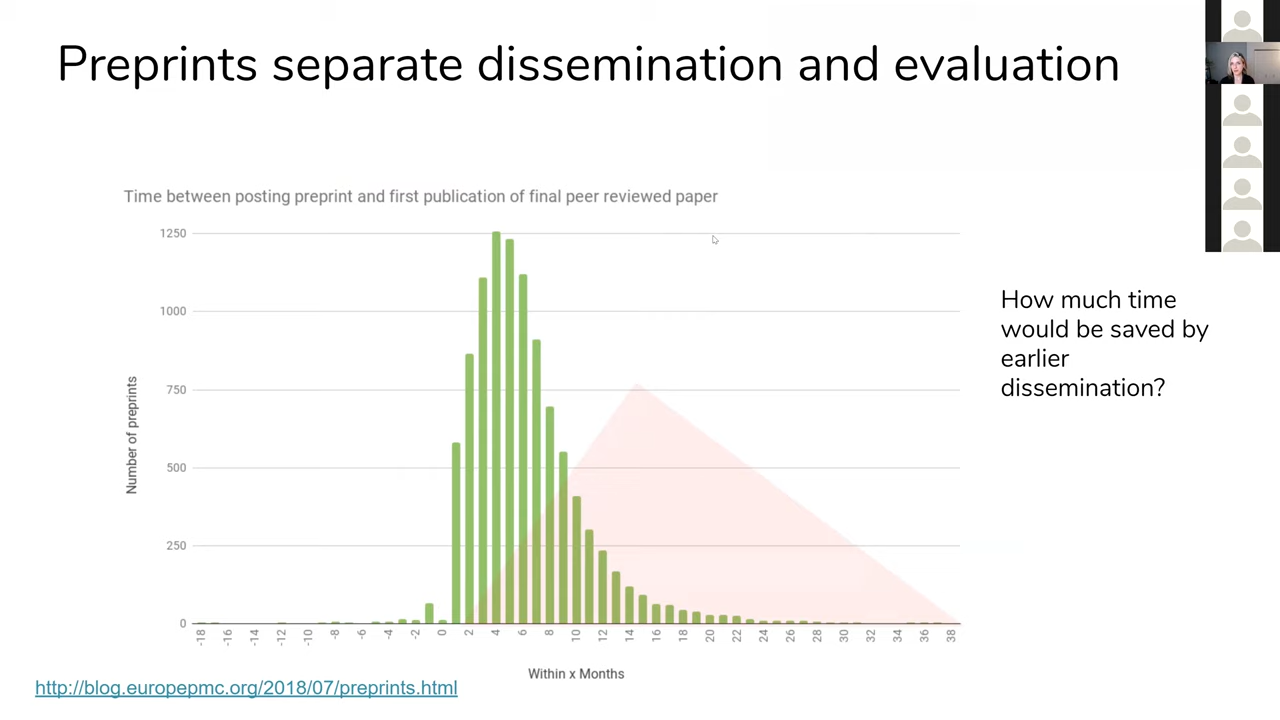 Preprints separate dissemination and evaluation
Time between posting preprint and first publication of final peer reviewed paper
1250
1000
750
500
250
0
Number of preprints
-18 -16 -14 -12 -10 -8 -6 -4 -2 0 2 4 6 8 10 12 14 16 18 20 22 24 26 28 30 32 34 36 38
Within x Months
How much time
would be saved by
earlier
dissemination?
http://blog.europepmc.org/2018/07/preprints.html